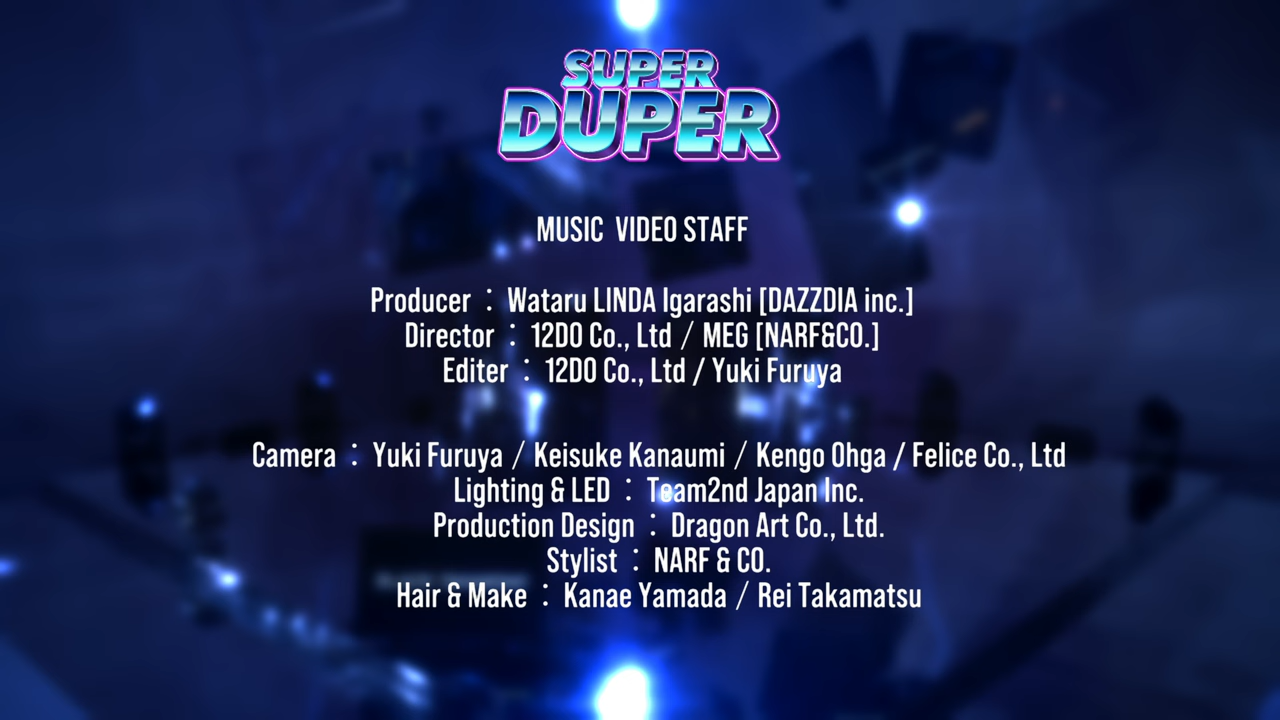 SUPER
DUPER
MUSIC VIDEO STAFF
Producer : Wataru LINDA Igarashi [DAZZDIA inc.]
Director : 12DO Co., Ltd / MEG [NARF&CO.]
Editer : 12DO Co., Ltd / Yuki Furuya
Camera : Yuki Furuya / Keisuke Kanaumi / Kengo Ohga / Felice Co., Ltd
Lighting & LED : Team2nd Japan Inc.
Production Design : Dragon Art Co., Ltd.
Stylist : NARF & CO.
Hair & Make : Kanae Yamada / Rei Takamatsu